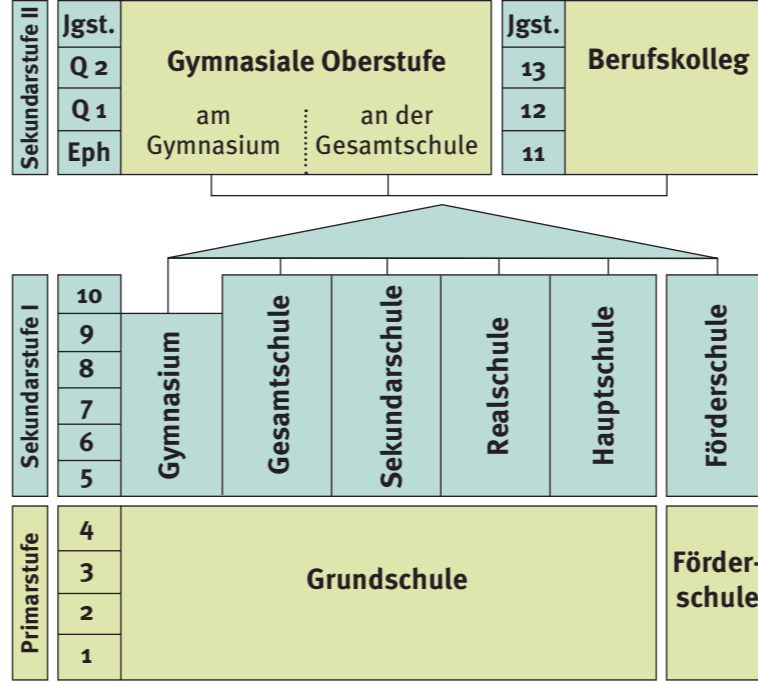 Sekundarstufe II
Jgst.
Q 2
Q 1
Eph
Gymnasiale Oberstufe
am
Gymnasium
an der
Gesamtschule
Jgst.
13
12
11
Berufskolleg
Sekundarstufe I
10
9
8
7
6
5
Gymnasium
Gesamtschule
Sekundarschule
Realschule
Hauptschule
Förderschule
Primarstufe
4
3
2
1
Grundschule
Förder-
schule